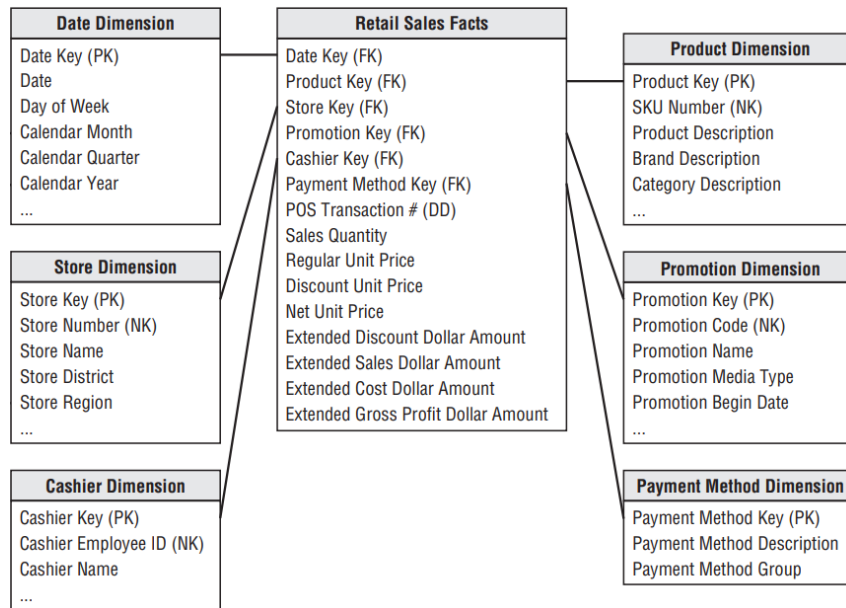 Date Dimension
Date Key (PK)
Date
Day of Week
Calendar Month
Calendar Quarter
Calendar Year
...
Store Dimension
Store Key (PK)
Store Number (NK)
Store Name
Store District
Store Region
...
Cashier Dimension
Cashier Key (PK)
Cashier Employee ID (NK)
Cashier Name
...
Retail Sales Facts
Date Key (FK)
Product Key (FK)
Store Key (FK)
Promotion Key (FK)
Cashier Key (FK)
Payment Method Key (FK)
POS Transaction # (DD)
Sales Quantity
Regular Unit Price
Discount Unit Price
Net Unit Price
Extended Discount Dollar Amount
Extended Sales Dollar Amount
Extended Cost Dollar Amount
Extended Gross Profit Dollar Amount
Product Dimension
Product Key (PK)
SKU Number (NK)
Product Description
Brand Description
Category Description
...
Promotion Dimension
Promotion Key (PK)
Promotion Code (NK)
Promotion Name
Promotion Media Type
Promotion Begin Date
...
Payment Method Dimension
Payment Method Key (PK)
Payment Method Description
Payment Method Group